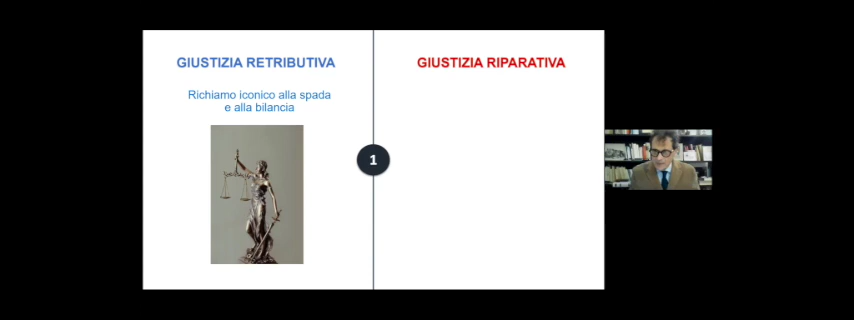 GIUSTIZIA RETRIBUTIVA
Richiamo iconico alla spada
e alla bilancia
1
GIUSTIZIA RIPARATIVA